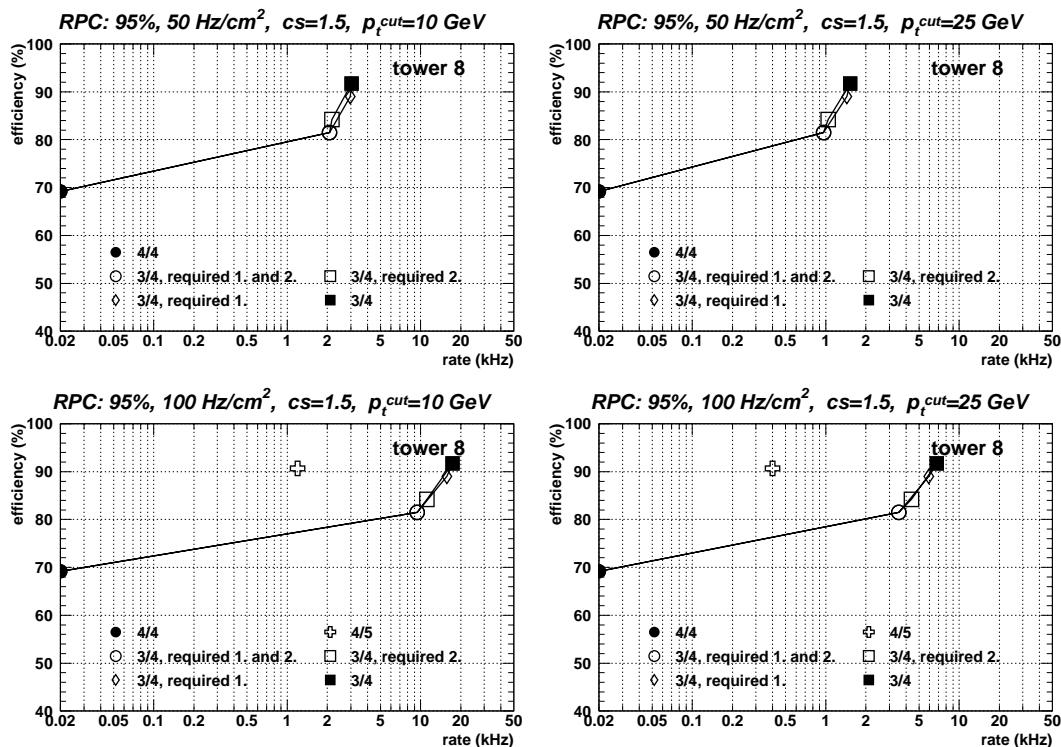 RPC: 95%, 50 Hz/cm², cs=1.5, pₜᶜᵘᵗ=10 GeV
efficiency (%)
100
90
80
70
60
50
40
tower 8
4/4
3/4, required 1. and 2.
3/4, required 2.
3/4, required 1.
3/4
0.02 0.05 0.1 0.2 0.5 1 2 5 10 20 50
rate (kHz)
RPC: 95%, 50 Hz/cm², cs=1.5, pₜᶜᵘᵗ=25 GeV
efficiency (%)
100
90
80
70
60
50
40
tower 8
4/4
3/4, required 1. and 2.
3/4, required 2.
3/4, required 1.
3/4
0.02 0.05 0.1 0.2 0.5 1 2 5 10 20 50
rate (kHz)
RPC: 95%, 100 Hz/cm², cs=1.5, pₜᶜᵘᵗ=10 GeV
efficiency (%)
100
90
80
70
60
50
40
tower 8
4/4
4/5
3/4, required 1. and 2.
3/4, required 2.
3/4, required 1.
3/4
0.02 0.05 0.1 0.2 0.5 1 2 5 10 20 50
rate (kHz)
RPC: 95%, 100 Hz/cm², cs=1.5, pₜᶜᵘᵗ=25 GeV
efficiency (%)
100
90
80
70
60
50
40
tower 8
4/4
4/5
3/4, required 1. and 2.
3/4, required 2.
3/4, required 1.
3/4
0.02 0.05 0.1 0.2 0.5 1 2 5 10 20 50
rate (kHz)